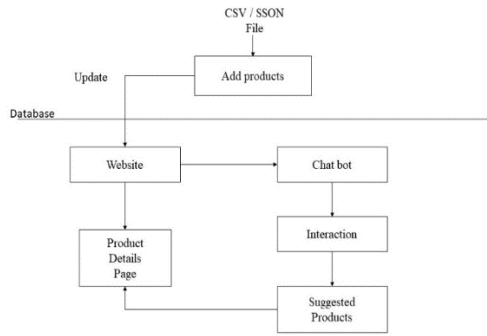 CSV / SSON
File
Add products
Update
Database
Website
Chat bot
Product
Details
Page
Interaction
Suggested
Products